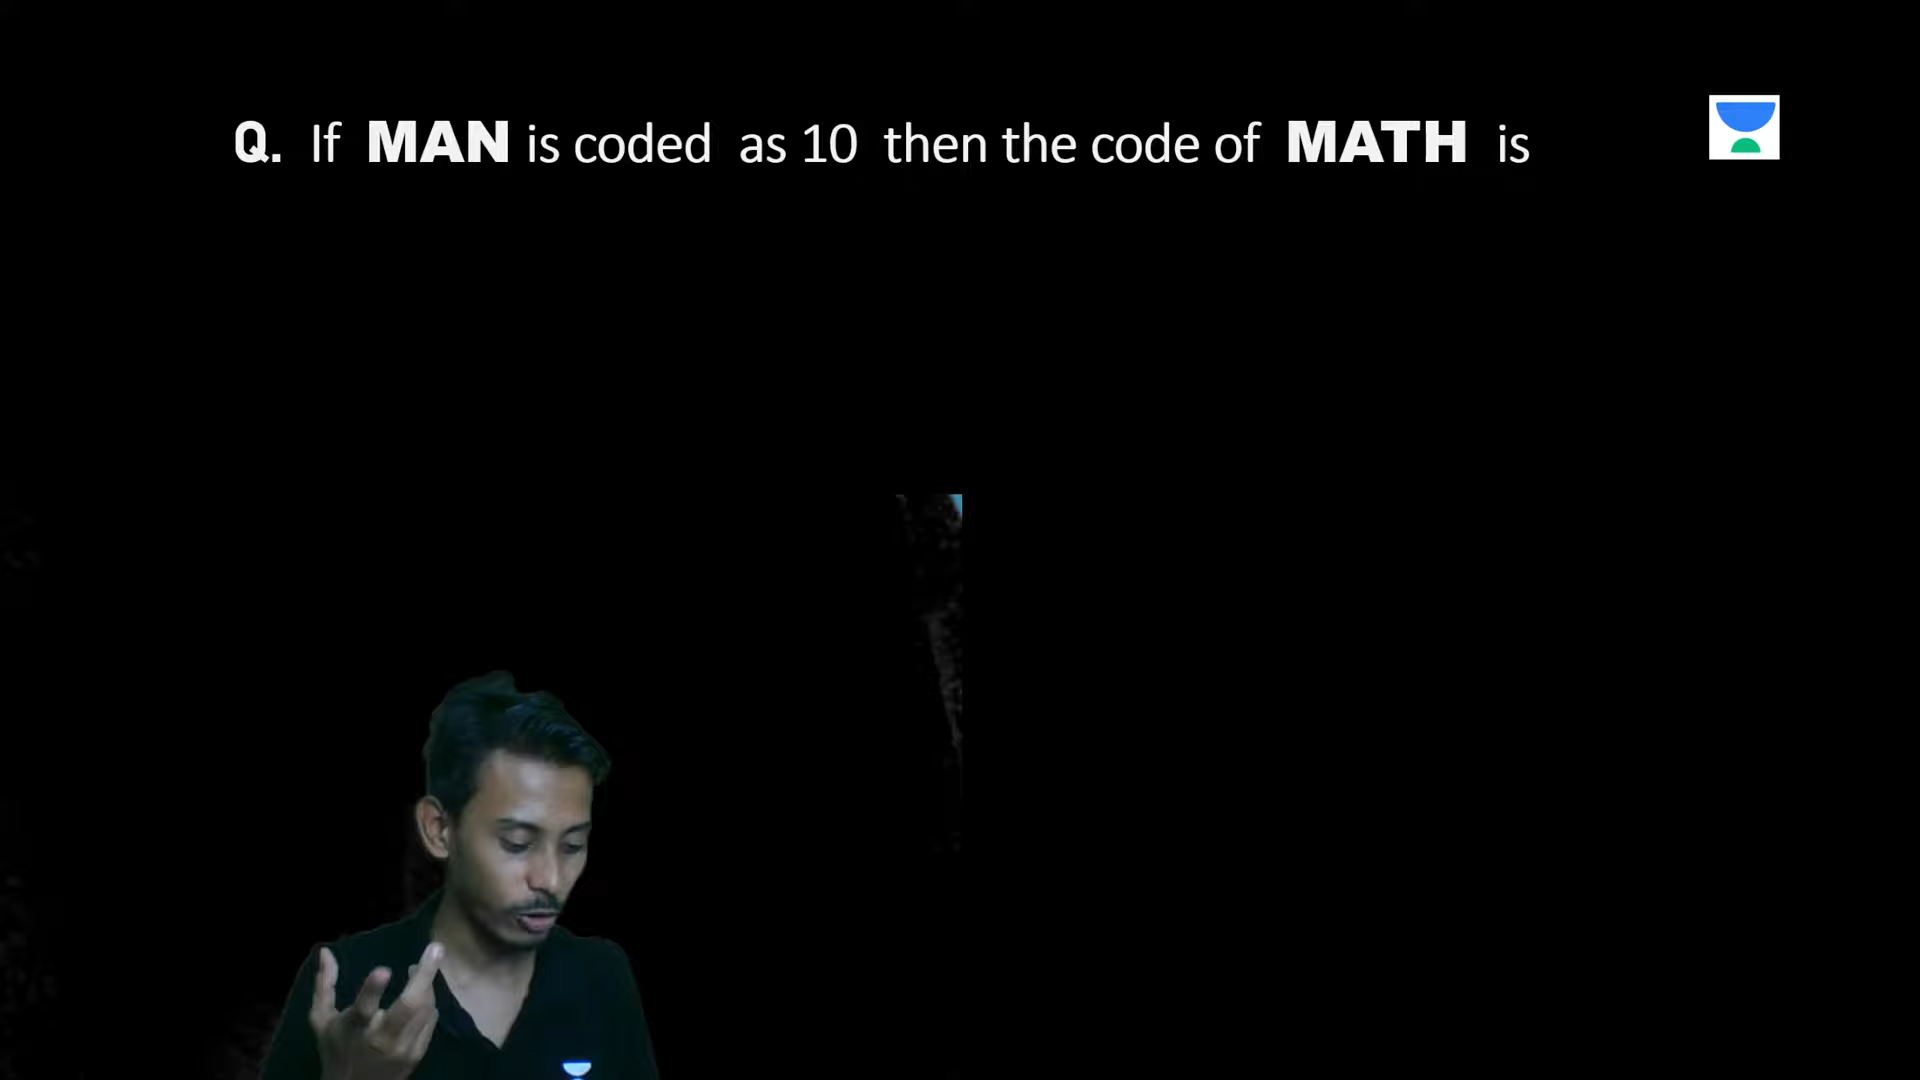 Q. If MAN is coded as 10 then the code of MATH is